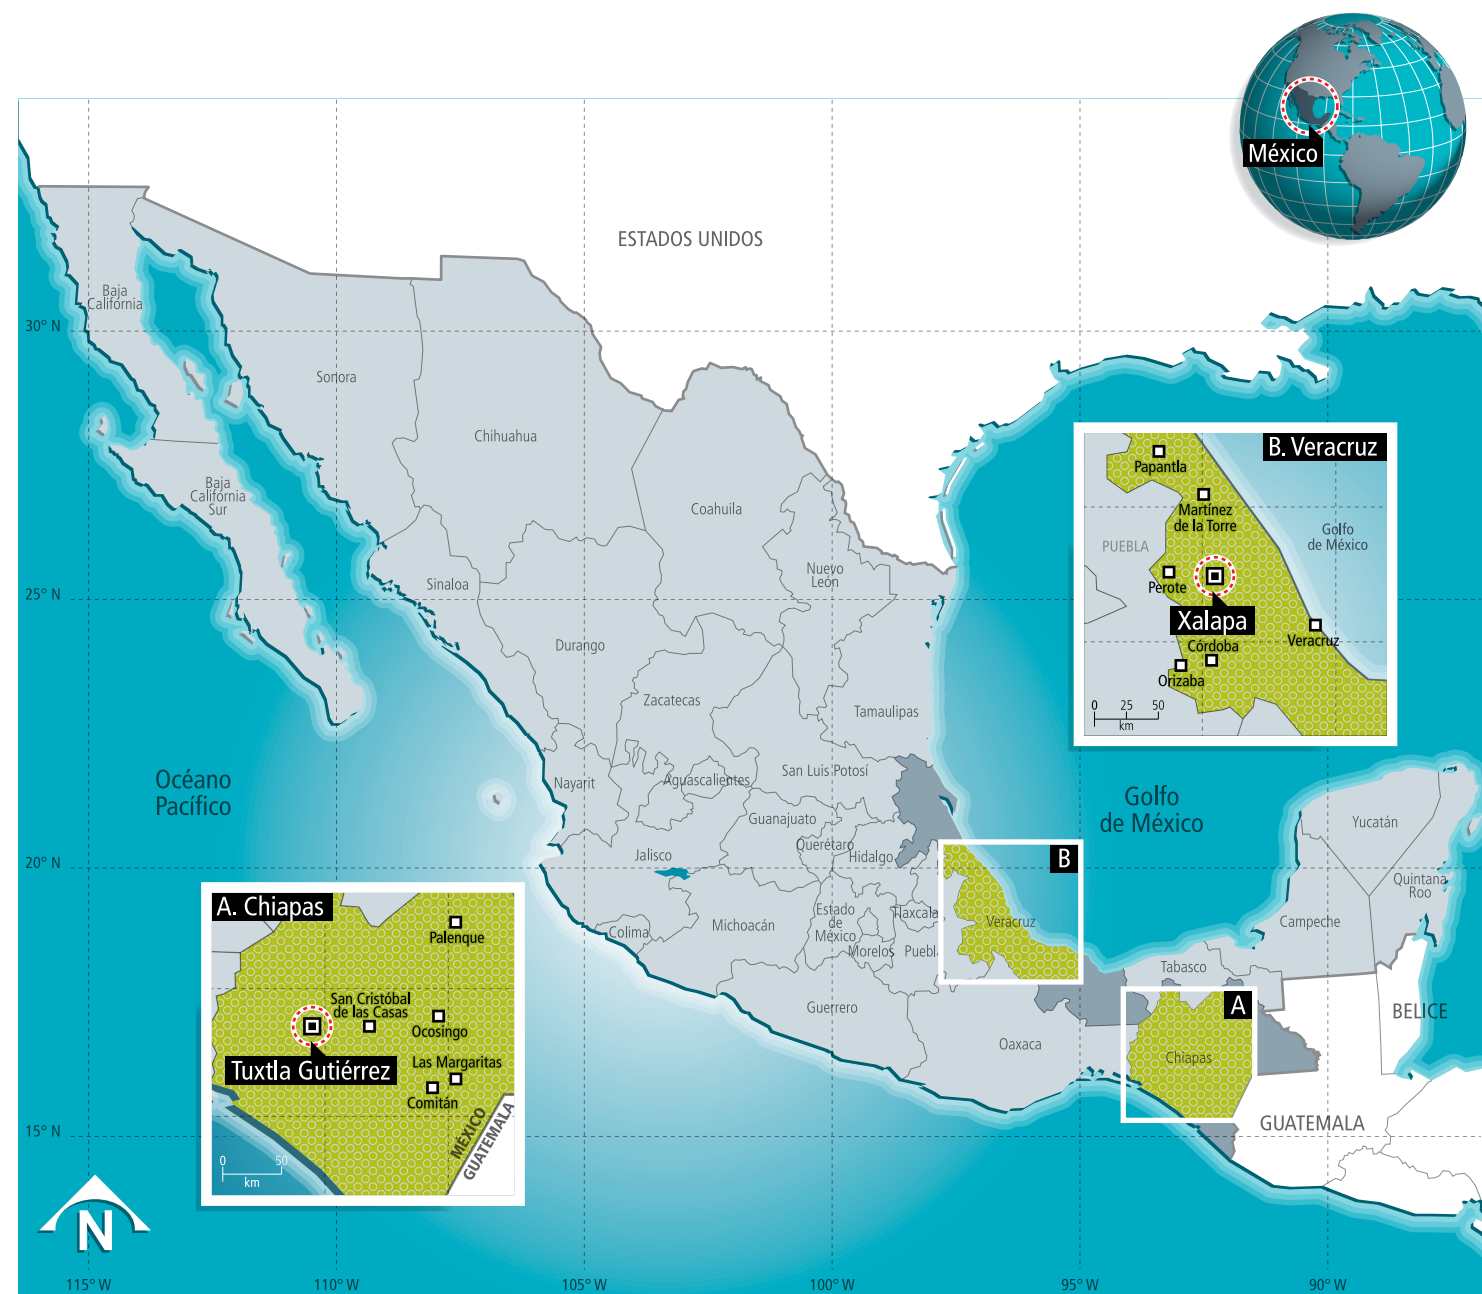 México
ESTADOS UNIDOS
Baja
California
30° N
Sonora
Chihuahua
Baja
California
Sur
Coahuila
Nuevo
León
Sinaloa
25° N
Durango
Zacatecas
Tamaulipas
San Luis Potosí
Nayarit
Aguascalientes
Océano
Pacífico
Golfo
de México
Guanajuato
Querétaro
Hidalgo
Jalisco
20° N
Yucatán
Quintana
Roo
Campeche
Estado
de
México
Tlaxcala
Michoacán
Colima
Morelos
Puebl
Veracruz
B
Tabasco
Guerrero
Oaxaca
A
Chiapas
BELICE
GUATEMALA
15° N
B. Veracruz
Papantla
Martínez
de la Torre
Golfo
de México
PUEBLA
Perote
Xalapa
Córdoba
Veracruz
Orizaba
0 25 50
km
A. Chiapas
Palenque
San Cristóbal
de las Casas
Ocosingo
Tuxtla Gutiérrez
Las Margaritas
Comitán
MÉXICO
GUATEMALA
0 50
km
N
115° W 110° W 105° W 100° W 95° W 90° W